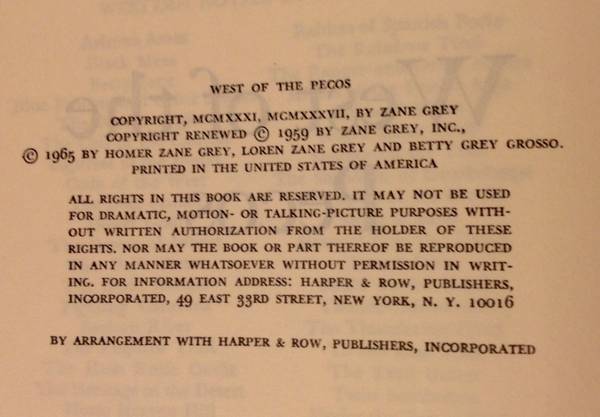 WEST OF THE PECOS
COPYRIGHT, MCMXXXI, MCMXXXVII, BY ZANE GREY
COPYRIGHT RENEWED © 1959 BY ZANE GREY, INC.,
© 1965 BY HOMER ZANE GREY, LOREN ZANE GREY AND BETTY GREY GROSSO.
PRINTED IN THE UNITED STATES OF AMERICA
ALL RIGHTS IN THIS BOOK ARE RESERVED. IT MAY NOT BE USED
FOR DRAMATIC, MOTION- OR TALKING-PICTURE PURPOSES WITH-
OUT WRITTEN AUTHORIZATION FROM THE HOLDER OF THESE
RIGHTS. NOR MAY THE BOOK OR PART THEREOF BE REPRODUCED
IN ANY MANNER WHATSOEVER WITHOUT PERMISSION IN WRIT-
ING. FOR INFORMATION ADDRESS: HARPER & ROW, PUBLISHERS,
INCORPORATED, 49 EAST 33RD STREET, NEW YORK, N. Y. 10016
BY ARRANGEMENT WITH HARPER & ROW, PUBLISHERS, INCORPORATED